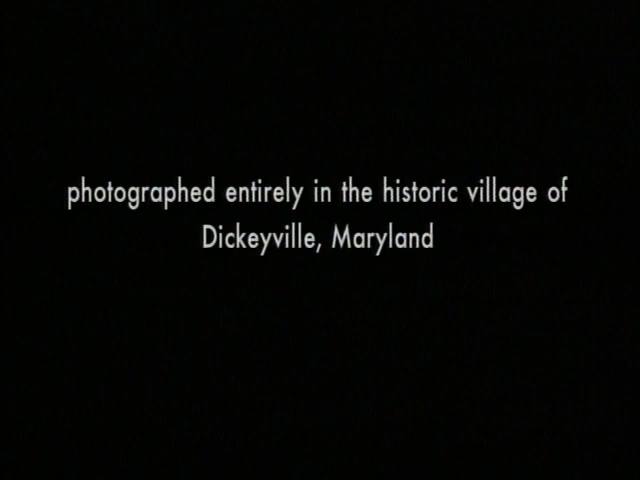 photographed entirely in the historic village of
Dickeyville, Maryland